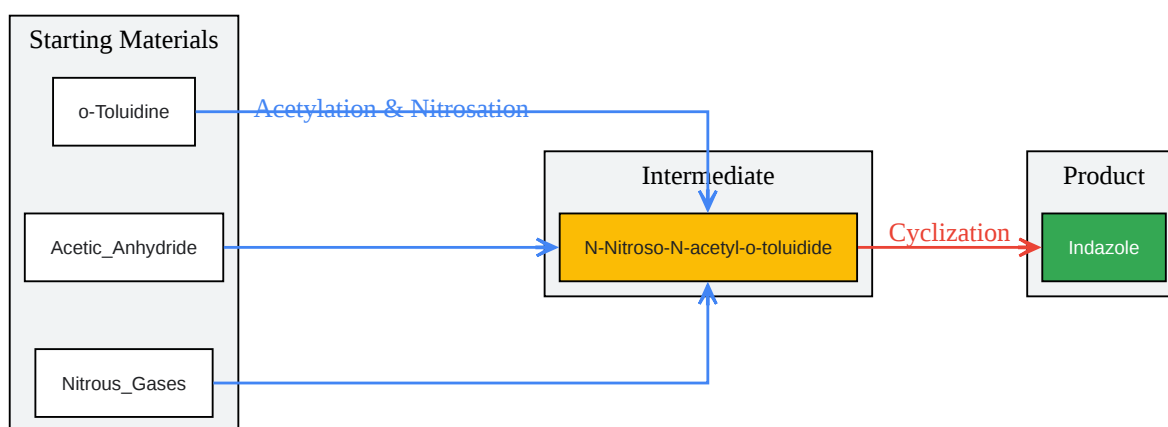 Starting Materials
o-Toluidine
Acetylation & Nitrosation
Intermediate
Product
Acetic_Anhydride
N-Nitroso-N-acetyl-o-toluidide
Cyclization
Indazole
Nitrous_Gases